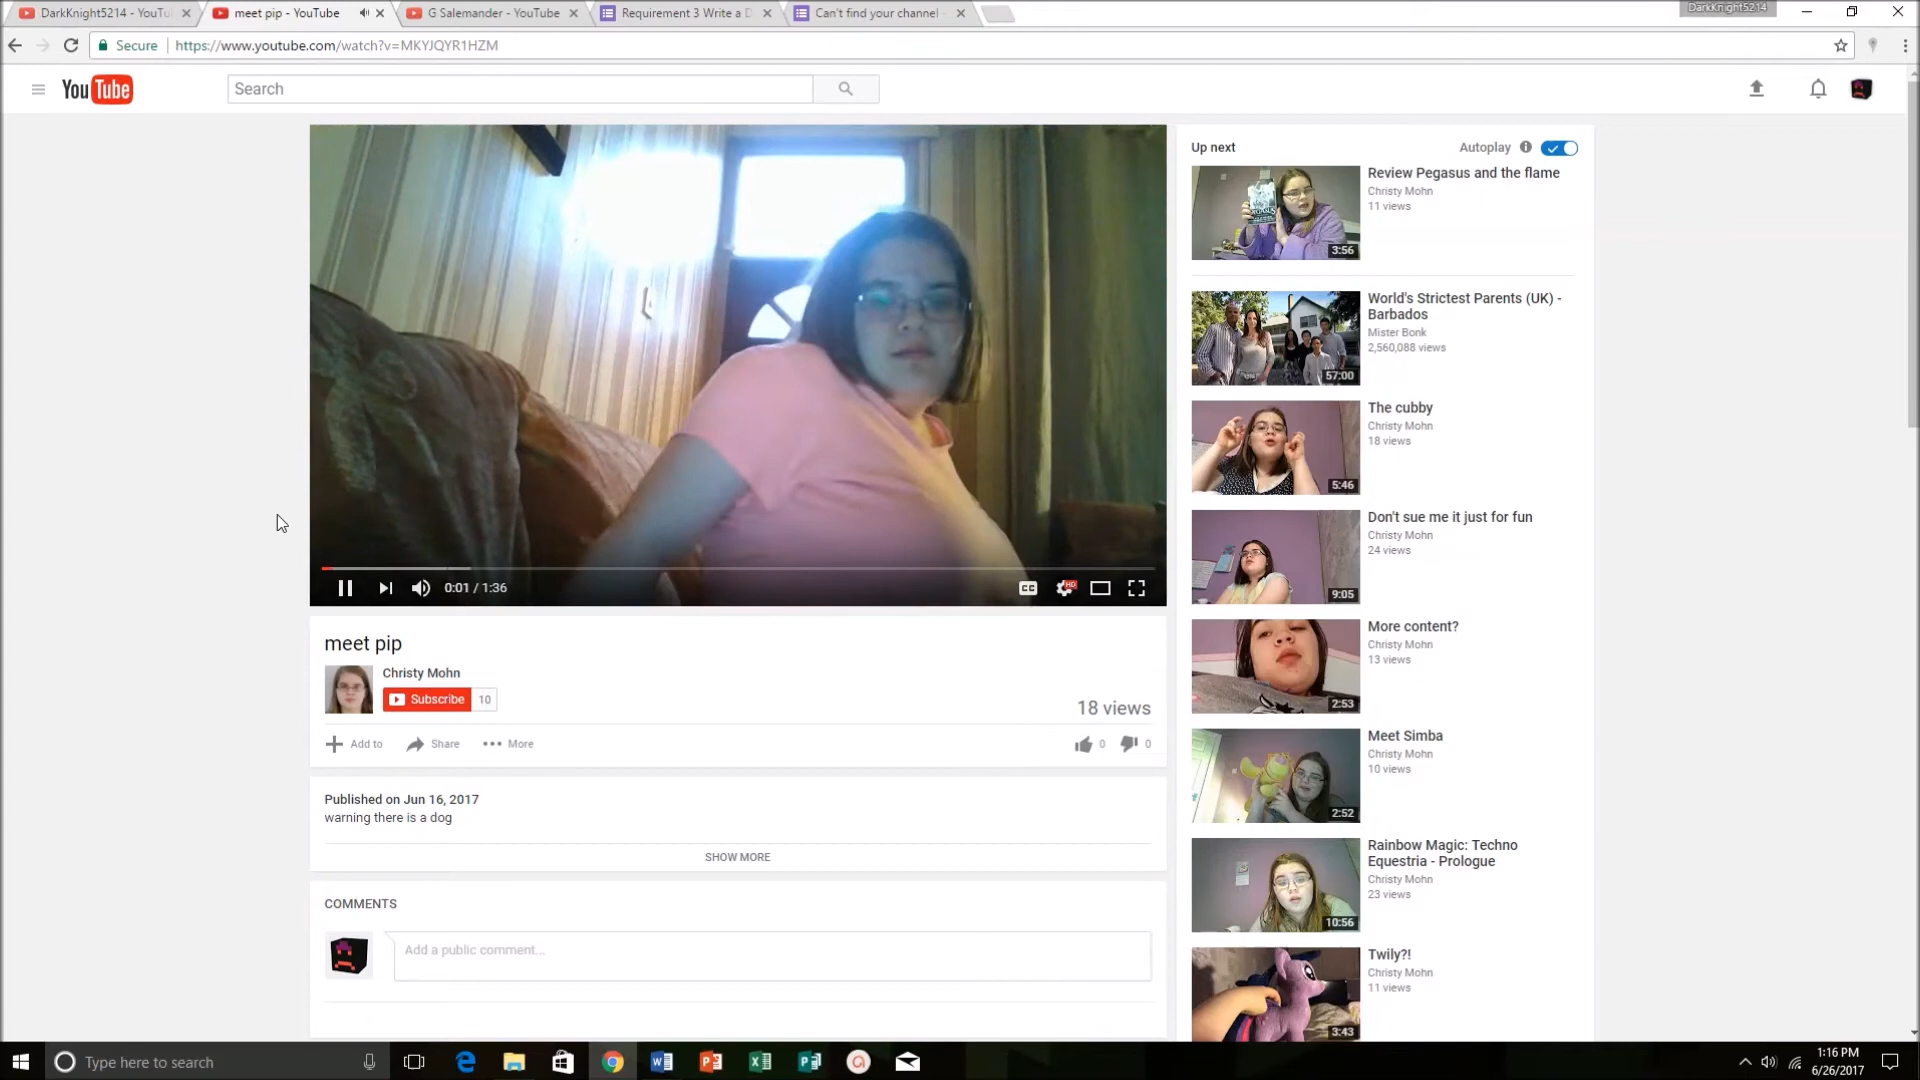 DarkKnight5214 - YouTu
meet pip - YouTube
G Salemander - YouTube
Requirement 3 Write a D
Can't find your channel -
DarkKnight5214
Secure
https://www.youtube.com/watch?v=MKYJQYR1HZM
YouTube
Search
Up next
Autoplay
Review Pegasus and the flame
Christy Mohn
11 views
3:56
World's Strictest Parents (UK) -
Barbados
Mister Bonk
2,560,088 views
57:00
The cubby
Christy Mohn
18 views
5:46
Don't sue me it just for fun
Christy Mohn
24 views
9:05
More content?
Christy Mohn
13 views
2:53
Meet Simba
Christy Mohn
10 views
2:52
Rainbow Magic: Techno
Equestria - Prologue
Christy Mohn
23 views
10:56
Twily?!
Christy Mohn
11 views
3:43
0:01 / 1:36
CC
HD
meet pip
Christy Mohn
Subscribe 10
18 views
Add to Share More
0 0
Published on Jun 16, 2017
warning there is a dog
SHOW MORE
COMMENTS
Add a public comment...
Type here to search
1:16 PM
6/26/2017